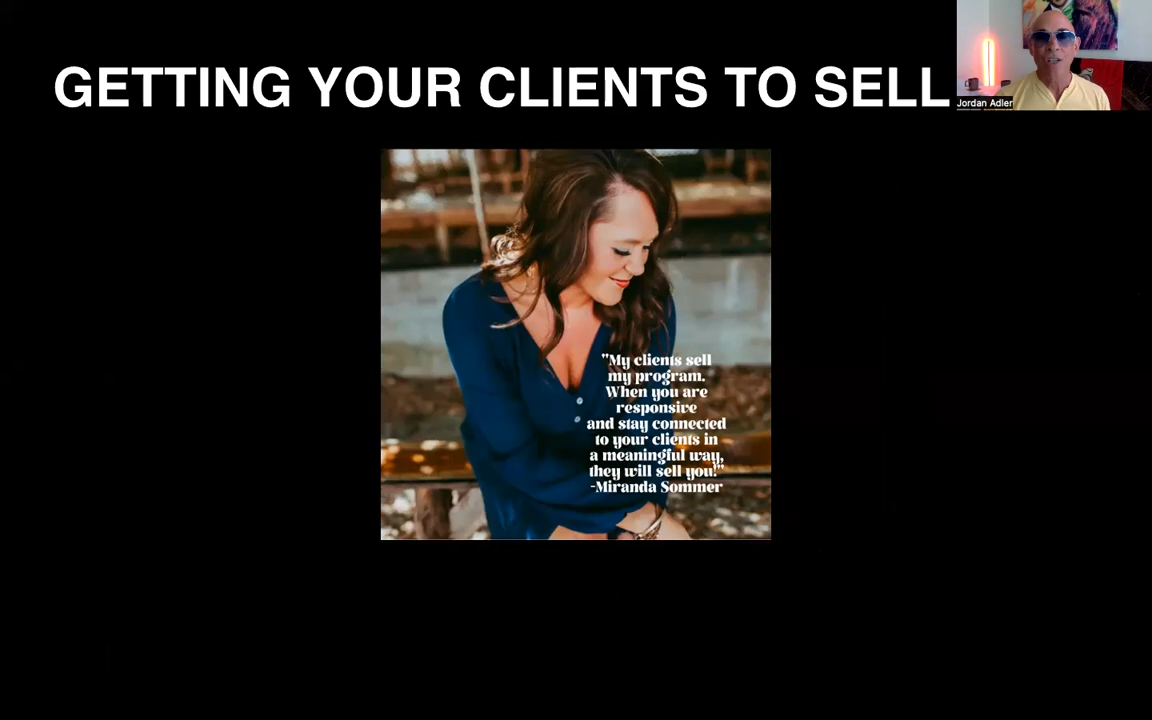 GETTING YOUR CLIENTS TO SELL
Jordan Adler
"My clients sell
my program.
When you are
responsive
and stay connected
to your clients in
a meaningful way,
they will sell you!"
-Miranda Sommer